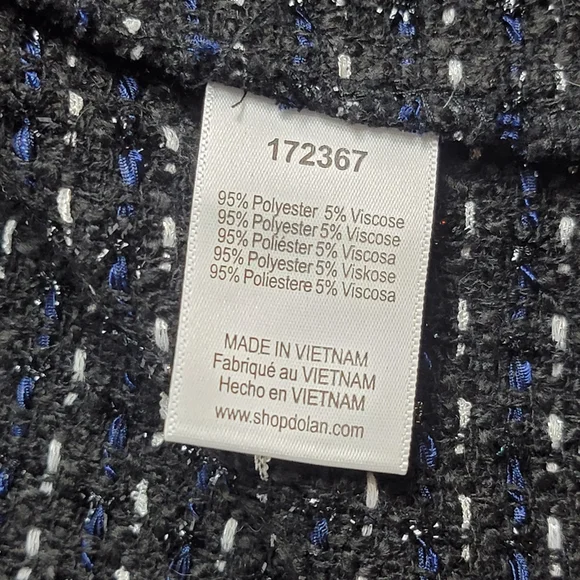 172367
95% Polyester 5% Viscose
95% Polyester 5% Viscose
95% Poliéster 5% Viscosa
95% Polyester 5% Viskose
95% Poliestere 5% Viscosa
MADE IN VIETNAM
Fabriqué au VIETNAM
Hecho en VIETNAM
www.shopdolan.com